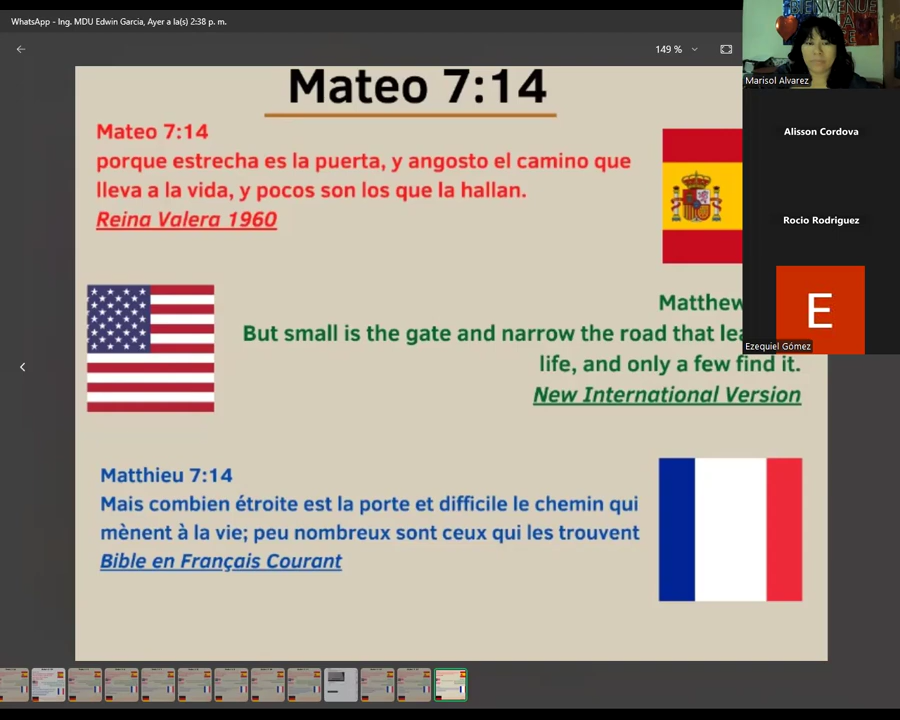 WhatsApp - Ing. MDU Edwin Garcia, Ayer a la(s) 2:38 p. m.
149 %
BIENVENUE
LA
Marisol Alvarez
Alisson Cordova
Rocio Rodriguez
E
Ezequiel Gómez
Mateo 7:14
Mateo 7:14
porque estrecha es la puerta, y angosto el camino que
lleva a la vida, y pocos son los que la hallan.
Reina Valera 1960
Matthew
But small is the gate and narrow the road that
life, and only a few find it.
New International Version
Matthieu 7:14
Mais combien étroite est la porte et difficile le chemin qui
mènent à la vie; peu nombreux sont ceux qui les trouvent
Bible en Français Courant